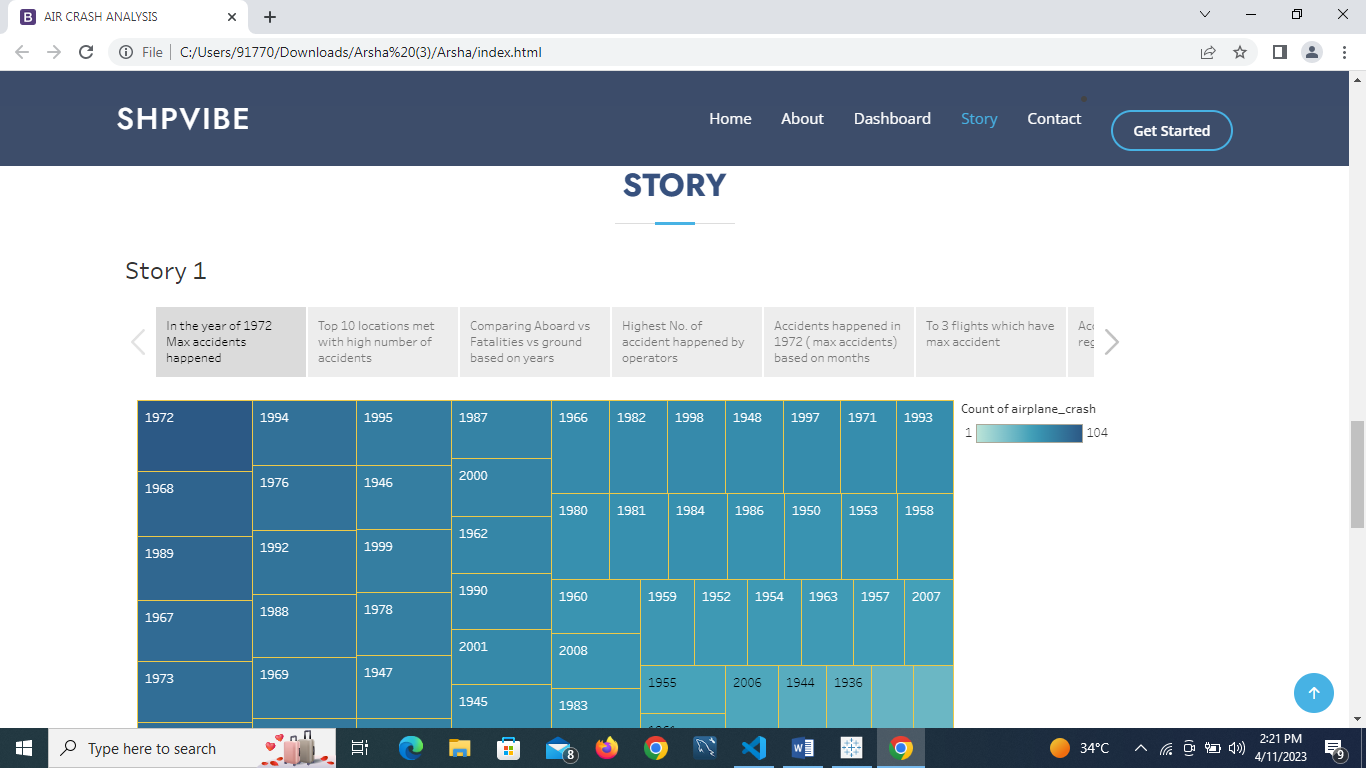 AIR CRASH ANALYSIS
File
C:/Users/91770/Downloads/Arsha%20(3)/Arsha/index.html
SHPVIBE
Home
About
Dashboard
Story
Contact
Get Started
STORY
Story 1
In the year of 1972
Max accidents
happened
Top 10 locations met
with high number of
accidents
Comparing Aboard vs
Fatalities vs ground
based on years
Highest No. of
accident happened by
operators
Accidents happened in
1972 ( max accidents)
based on months
To 3 flights which have
max accident
Count of airplane_crash
1
104
1972
1968
1989
1967
1973
1994
1976
1992
1988
1969
1995
1946
1999
1978
1947
1987
2000
1962
1990
2001
1945
1966
1982
1998
1948
1997
1971
1993
1980
1981
1984
1986
1950
1953
1958
1960
2008
1983
1959
1952
1954
1963
1957
2007
1955
2006
1944
1936
Type here to search
8
34°C
2:21 PM
4/11/2023
9